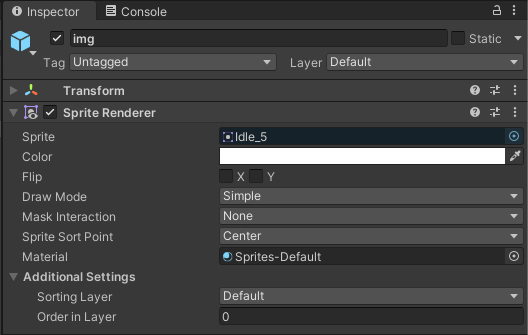 Inspector Console
img Static
Tag Untagged Layer Default
Transform
Sprite Renderer
Sprite Idle_5
Color
Flip X Y
Draw Mode Simple
Mask Interaction None
Sprite Sort Point Center
Material Sprites-Default
Additional Settings
Sorting Layer Default
Order in Layer 0